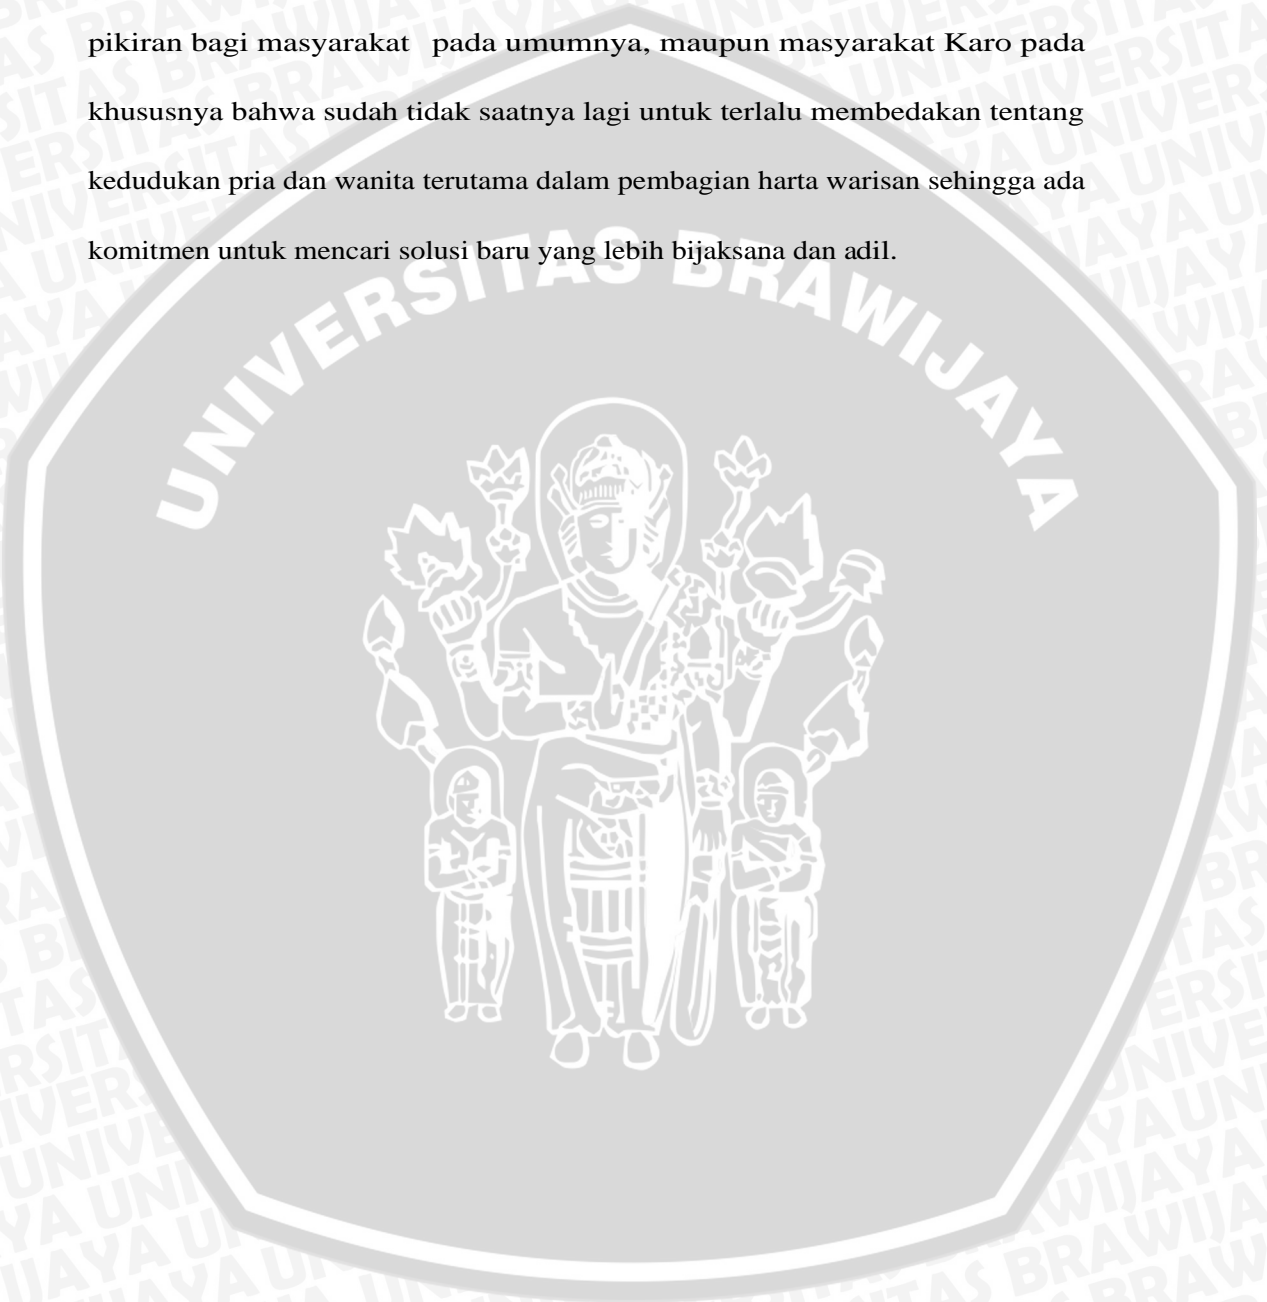 pikiran bagi masyarakat pada umumnya, maupun masyarakat Karo pada
khususnya bahwa sudah tidak saatnya lagi untuk terlalu membedakan tentang
kedudukan pria dan wanita terutama dalam pembagian harta warisan sehingga ada
komitmen untuk mencari solusi baru yang lebih bijaksana dan adil.
UNIVERSITAS BRAWIJAYA